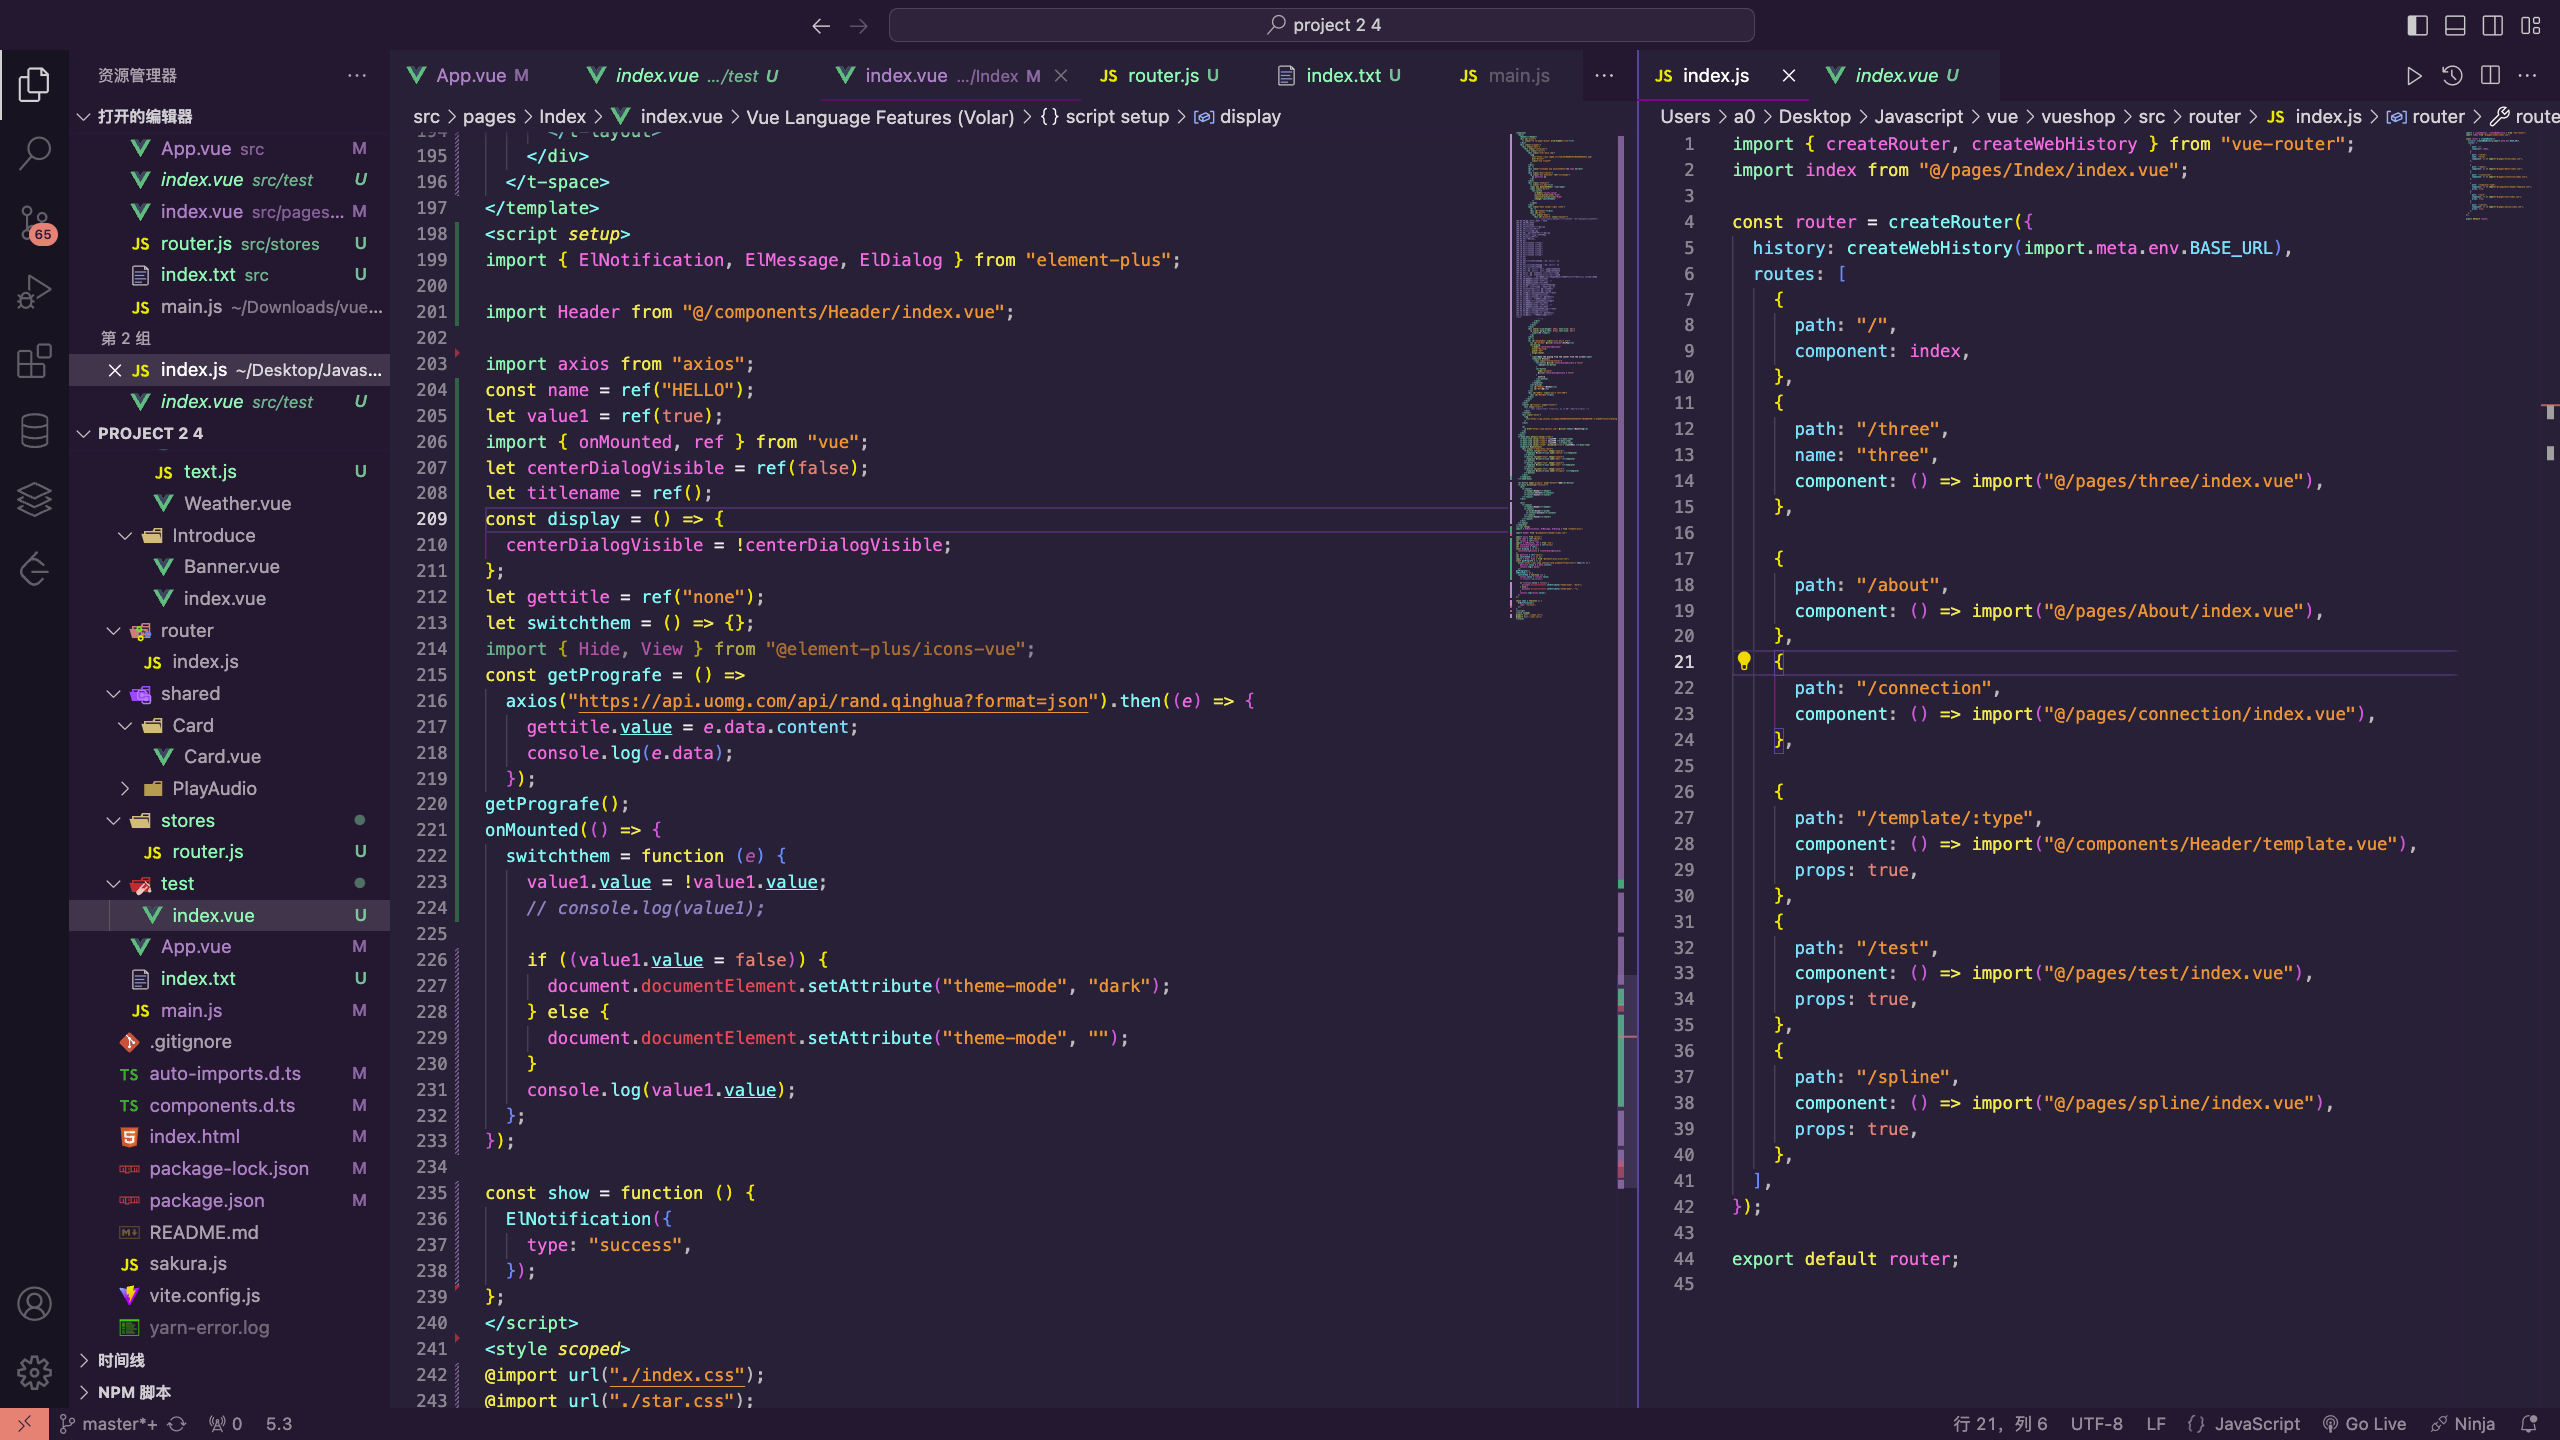 project 2 4
资源管理器
打开的编辑器
App.vue src M
index.vue src/test U
index.vue src/pages... M
router.js src/stores U
index.txt src U
main.js ~/Downloads/vue...
第 2 组
index.js ~/Desktop/Javas...
index.vue src/test U
PROJECT 2 4
text.js U
Weather.vue
Introduce
Banner.vue
index.vue
router
index.js
shared
Card
Card.vue
PlayAudio
stores
router.js U
test
index.vue U
App.vue M
index.txt U
main.js M
.gitignore
auto-imports.d.ts M
components.d.ts M
index.html M
package-lock.json M
package.json M
README.md
sakura.js
vite.config.js
yarn-error.log
时间线
NPM 脚本
65
App.vue M index.vue .../test U index.vue .../Index M router.js U index.txt U main.js
src > pages > Index > index.vue > Vue Language Features (Volar) > {} script setup > display
194 </t-layout>
195 </div>
196 </t-space>
197 </template>
198 <script setup>
199 import { ElNotification, ElMessage, ElDialog } from "element-plus";
200
201 import Header from "@/components/Header/index.vue";
202
203 import axios from "axios";
204 const name = ref("HELLO");
205 let value1 = ref(true);
206 import { onMounted, ref } from "vue";
207 let centerDialogVisible = ref(false);
208 let titlename = ref();
209 const display = () => {
210 centerDialogVisible = !centerDialogVisible;
211 };
212 let gettitle = ref("none");
213 let switchthem = () => {};
214 import { Hide, View } from "@element-plus/icons-vue";
215 const getPrografe = () =>
216 axios("https://api.uomg.com/api/rand.qinghua?format=json").then((e) => {
217 gettitle.value = e.data.content;
218 console.log(e.data);
219 });
220 getPrografe();
221 onMounted(() => {
222 switchthem = function (e) {
223 value1.value = !value1.value;
224 // console.log(value1);
225
226 if ((value1.value = false)) {
227 document.documentElement.setAttribute("theme-mode", "dark");
228 } else {
229 document.documentElement.setAttribute("theme-mode", "");
230 }
231 console.log(value1.value);
232 };
233 });
234
235 const show = function () {
236 ElNotification({
237 type: "success",
238 });
239 };
240 </script>
241 <style scoped>
242 @import url("./index.css");
243 @import url("./star.css");
index.js index.vue U
Users > a0 > Desktop > Javascript > vue > vueshop > src > router > index.js > router > route
1 import { createRouter, createWebHistory } from "vue-router";
2 import index from "@/pages/Index/index.vue";
3
4 const router = createRouter({
5 history: createWebHistory(import.meta.env.BASE_URL),
6 routes: [
7 {
8 path: "/",
9 component: index,
10 },
11 {
12 path: "/three",
13 name: "three",
14 component: () => import("@/pages/three/index.vue"),
15 },
16
17 {
18 path: "/about",
19 component: () => import("@/pages/About/index.vue"),
20 },
21 {
22 path: "/connection",
23 component: () => import("@/pages/connection/index.vue"),
24 },
25
26 {
27 path: "/template/:type",
28 component: () => import("@/components/Header/template.vue"),
29 props: true,
30 },
31 {
32 path: "/test",
33 component: () => import("@/pages/test/index.vue"),
34 props: true,
35 },
36 {
37 path: "/spline",
38 component: () => import("@/pages/spline/index.vue"),
39 props: true,
40 },
41 ],
42 });
43
44 export default router;
45
master*+ 0 5.3 行 21，列 6 UTF-8 LF {} JavaScript Go Live Ninja